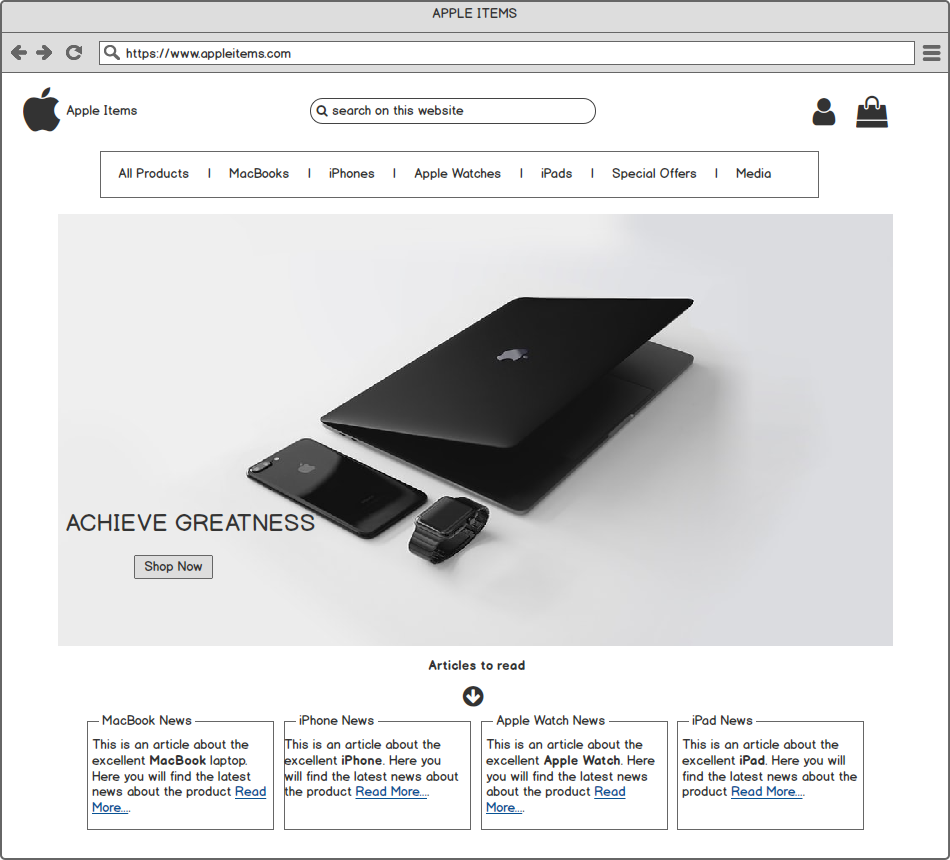 APPLE ITEMS
https://www.appleitems.com
Apple Items
search on this website
All Products | MacBooks | iPhones | Apple Watches | iPads | Special Offers | Media
ACHIEVE GREATNESS
Shop Now
Articles to read
MacBook News
This is an article about the
excellent MacBook laptop.
Here you will find the latest
news about the product Read
More....
iPhone News
This is an article about the
excellent iPhone. Here you
will find the latest news about
the product Read More....
Apple Watch News
This is an article about the
excellent Apple Watch. Here
you will find the latest news
about the product Read
More....
iPad News
This is an article about the
excellent iPad. Here you will
find the latest news about the
product Read More....